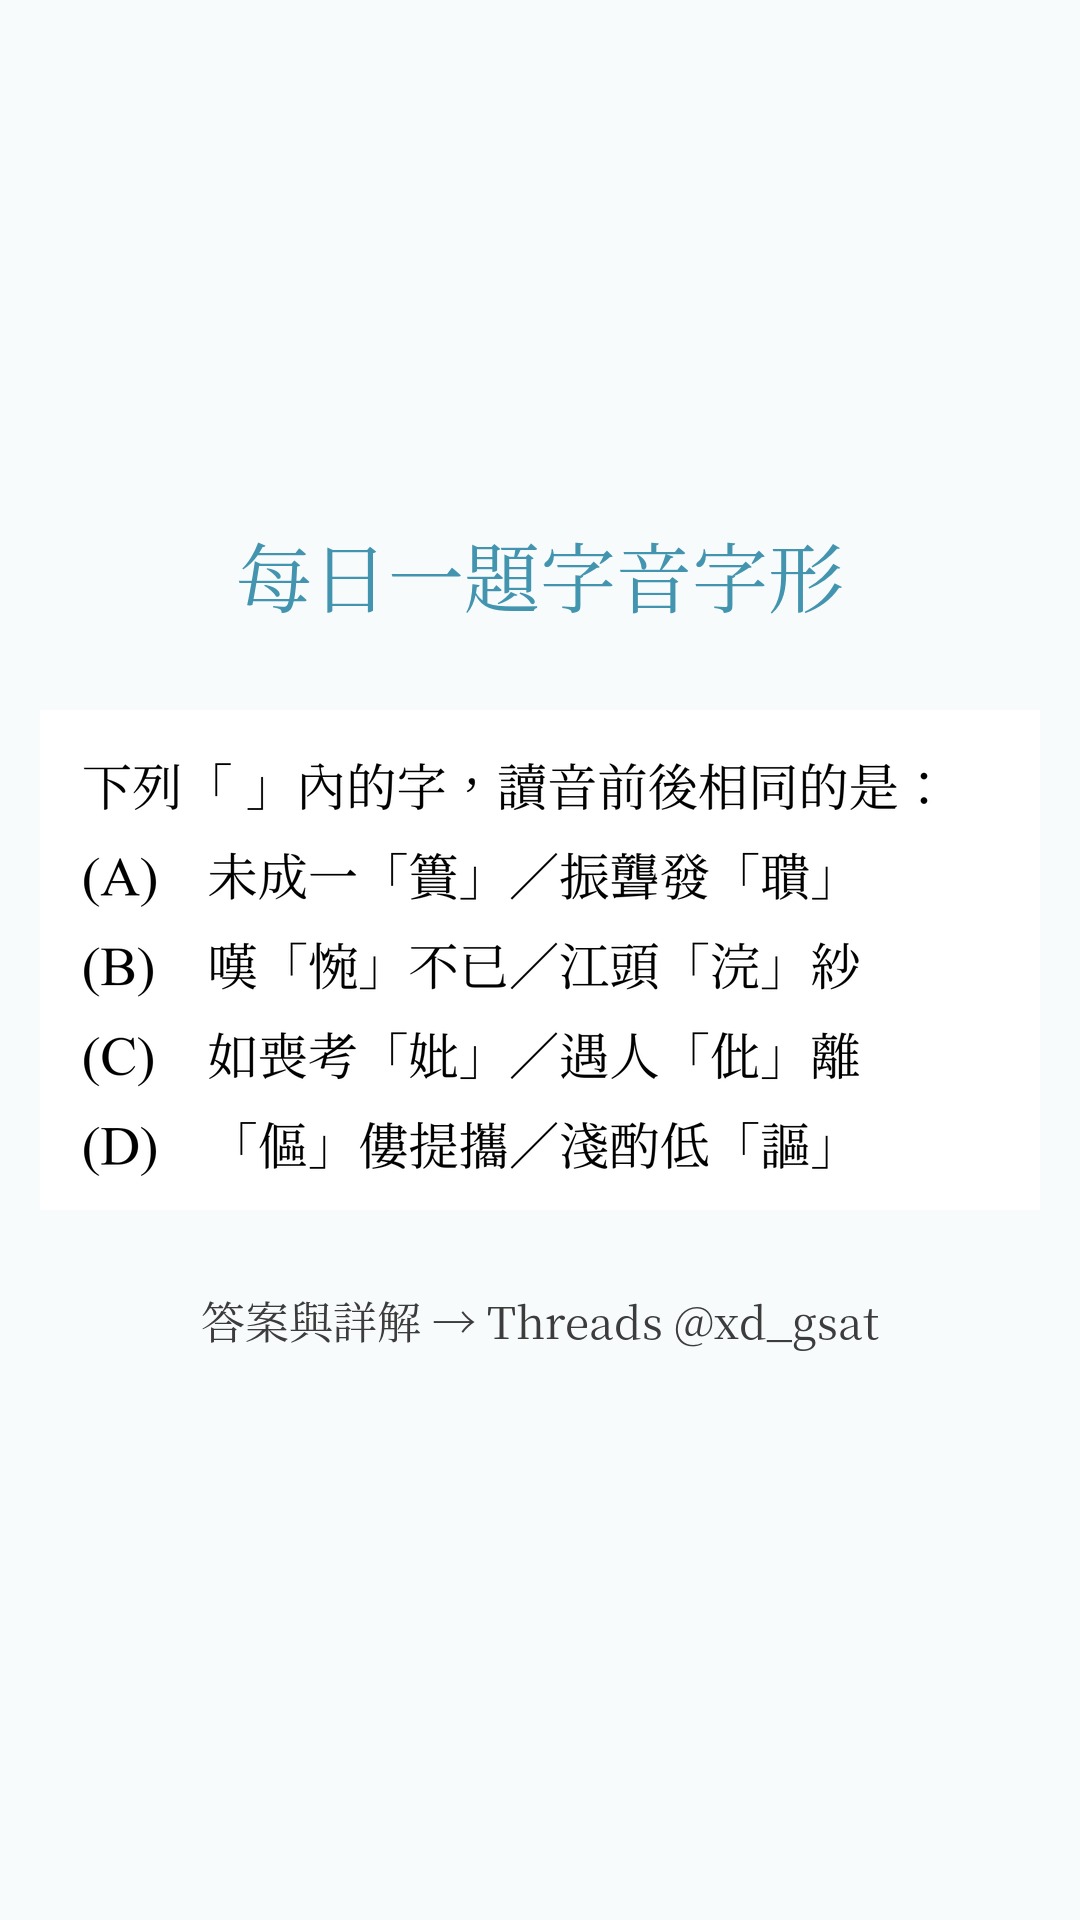 每日一題字音字形
下列「 」內的字，讀音前後相同的是：
(A) 未成一「簣」／振聾發「聵」
(B) 嘆「惋」不已／江頭「浣」紗
(C) 如喪考「妣」／遇人「仳」離
(D) 「傴」僂提攜／淺酌低「謳」
答案與詳解 → Threads @xd_gsat